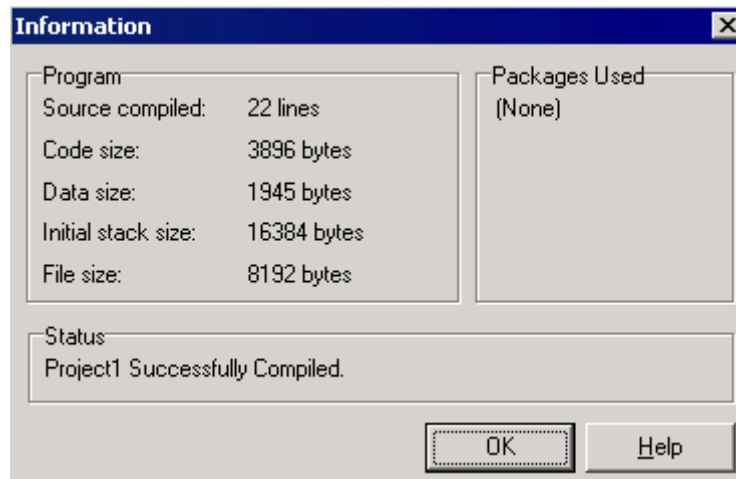 Information
Program
Source compiled: 22 lines
Code size: 3896 bytes
Data size: 1945 bytes
Initial stack size: 16384 bytes
File size: 8192 bytes
Packages Used
(None)
Status
Project1 Successfully Compiled.
OK Help